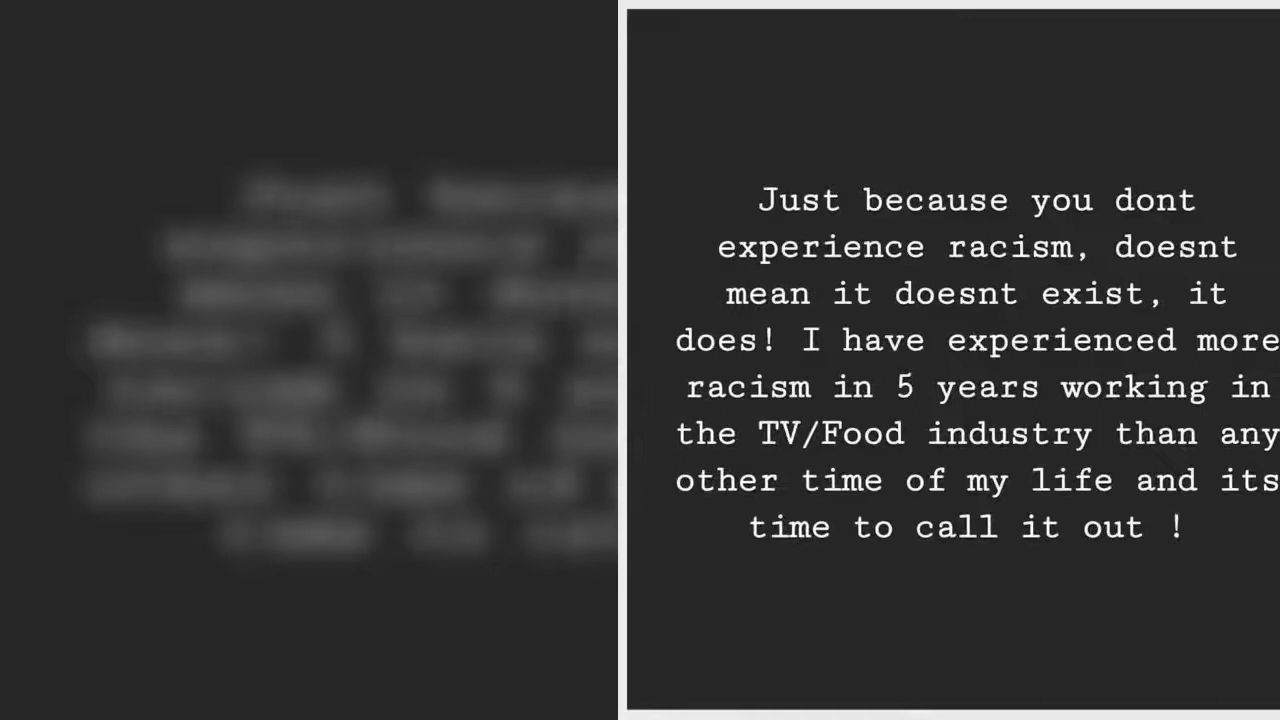 Just because you dont
experience racism, doesnt
mean it doesnt exist, it
does! I have experienced more
racism in 5 years working in
the TV/Food industry than any
other time of my life and its
time to call it out !